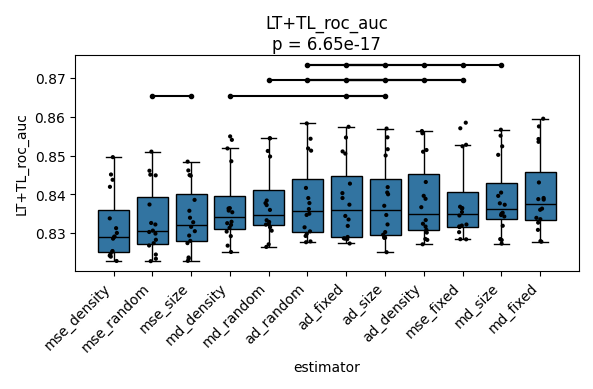 LT+TL_roc_auc
p = 6.65e-17
LT+TL_roc_auc
0.87
0.86
0.85
0.84
0.83
mse_density
mse_random
mse_size
md_density
md_random
ad_random
ad_fixed
ad_size
ad_density
mse_fixed
md_size
md_fixed
estimator